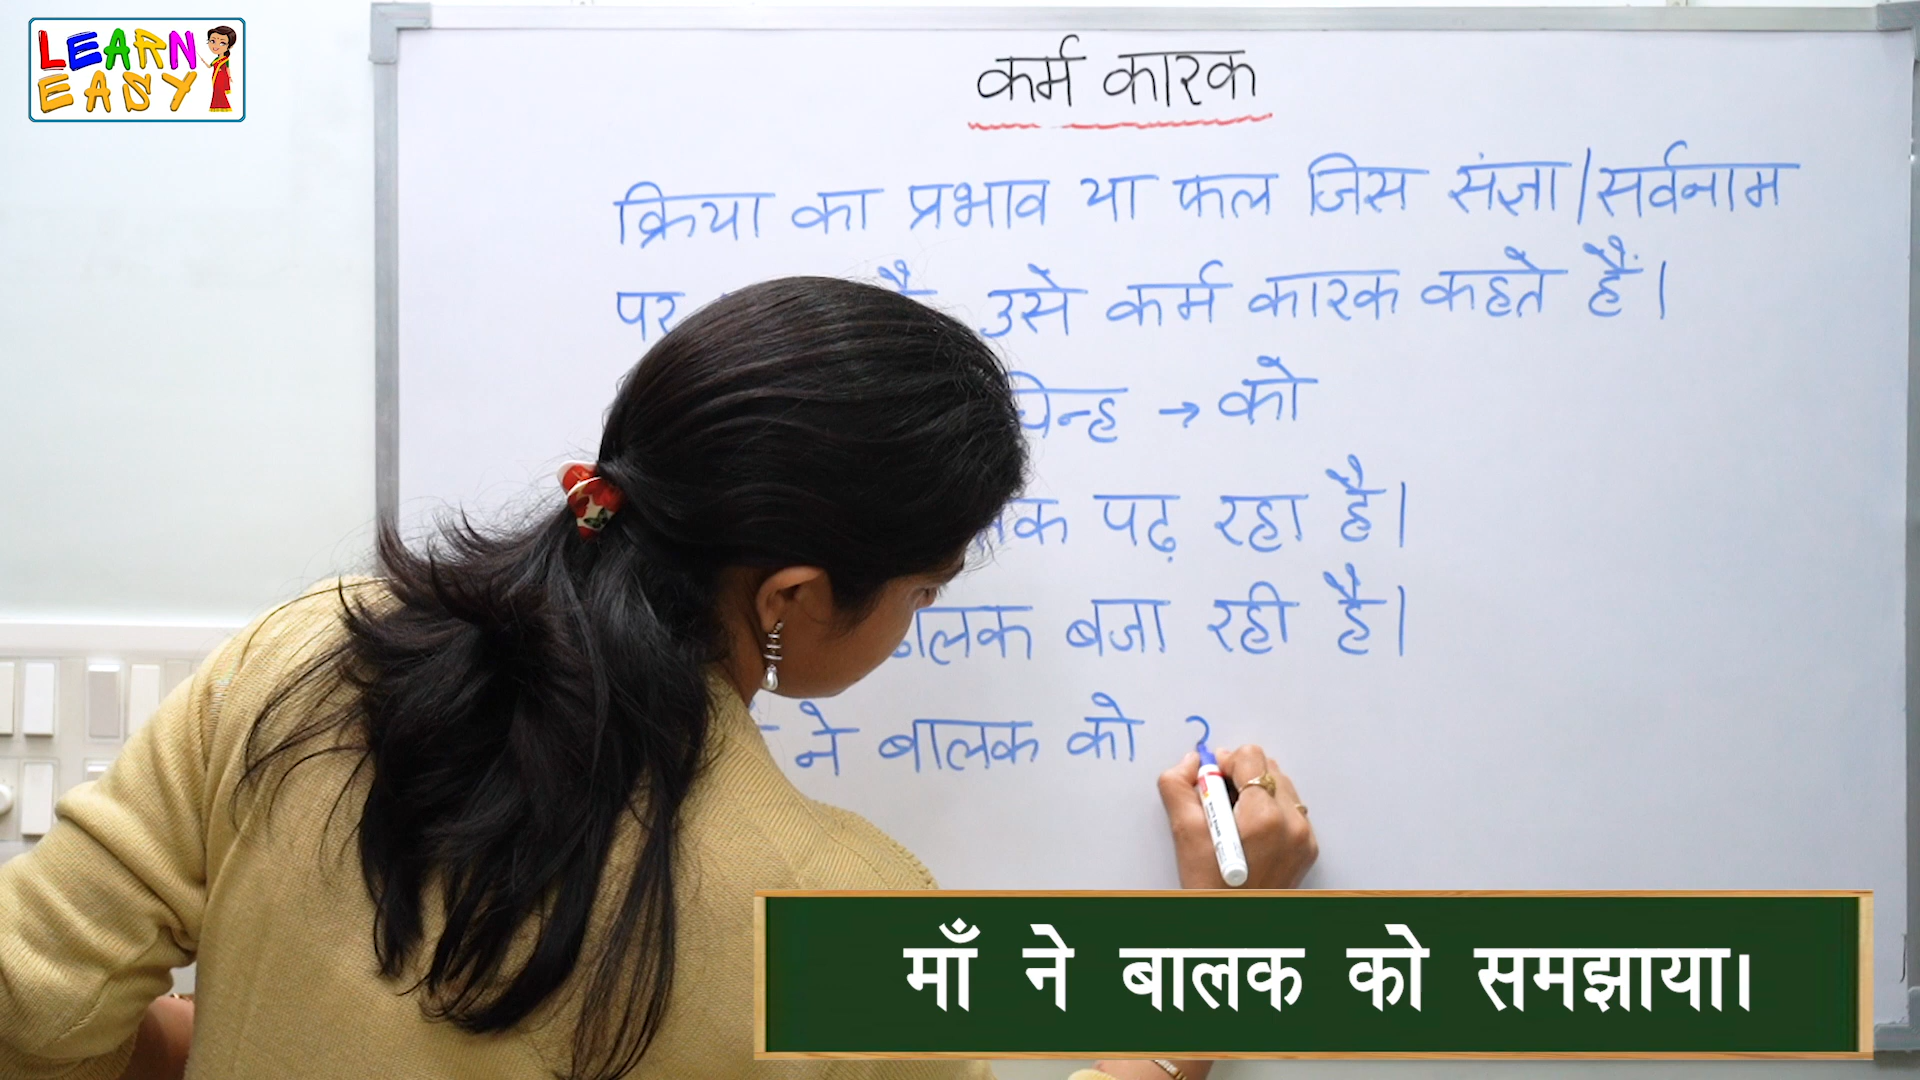 LEARN
EASY
कर्म कारक
क्रिया का प्रभाव या फल जिस संज्ञा/सर्वनाम
पर उसे कर्म कारक कहते हैं।
चिन्ह → को
पढ़ रहा है।
बजा रही है।
ने बालक को
माँ ने बालक को समझाया।